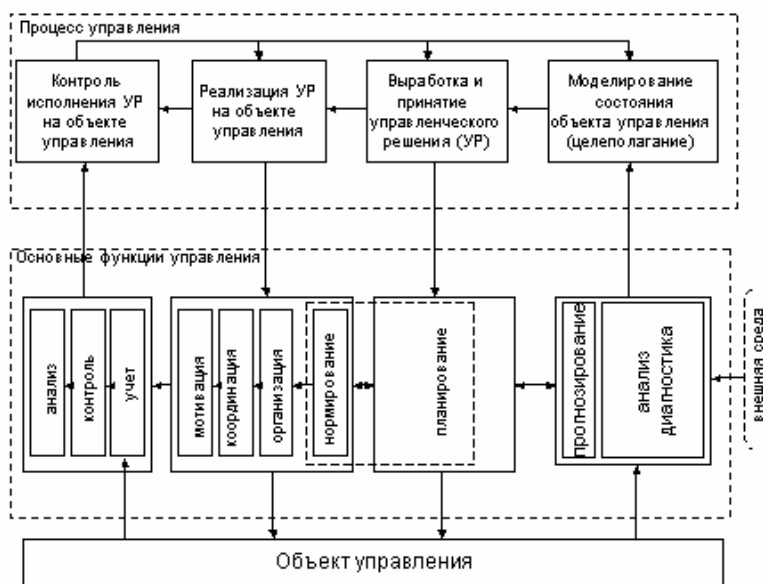 Процесс управления
Контроль
исполнения УР
на объекте
управления
Реализация УР
на объекте
управления
Выработка и
принятие
управленческого
решения (УР)
Моделирование
состояния
объекта управления
(целеполагание)
Основные функции управления
анализ
контроль
учет
мотивация
координация
организация
нормирование
планирование
прогнозирование
анализ
диагностика
внешняя среда
Объект управления